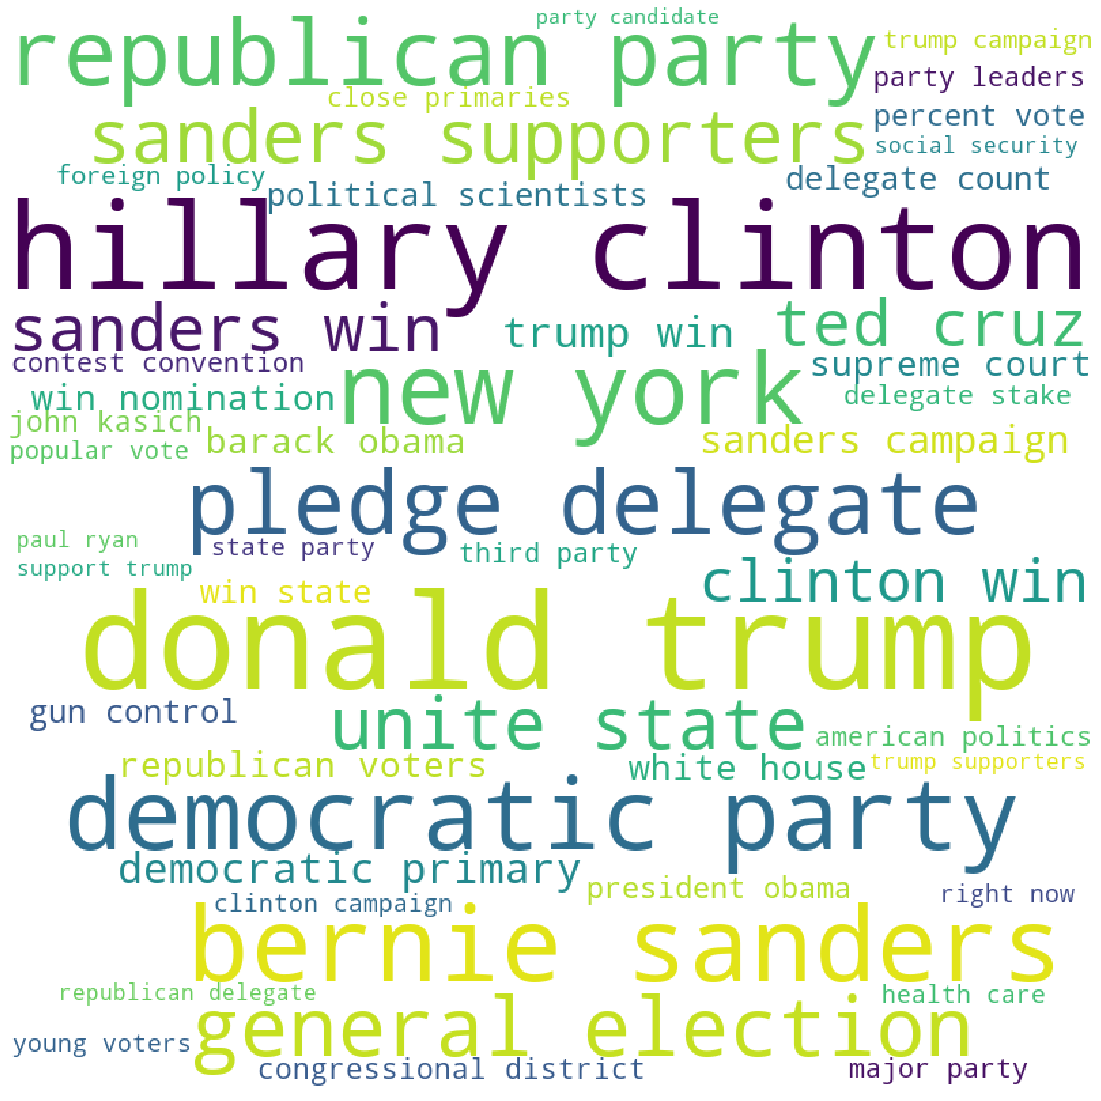 party candidate
republican party
trump campaign
party leaders
close primaries
sanders supporters
percent vote
social security
foreign policy
political scientists
delegate count
hillary clinton
sanders win
trump win
ted cruz
contest convention
new york
supreme court
win nomination
delegate stake
john kasich
barack obama
sanders campaign
popular vote
pledge delegate
paul ryan
state party
third party
support trump
clinton win
win state
donald trump
gun control
unite state
american politics
republican voters
white house
trump supporters
democratic party
democratic primary
president obama
right now
clinton campaign
bernie sanders
republican delegate
health care
general election
young voters
congressional district
major party